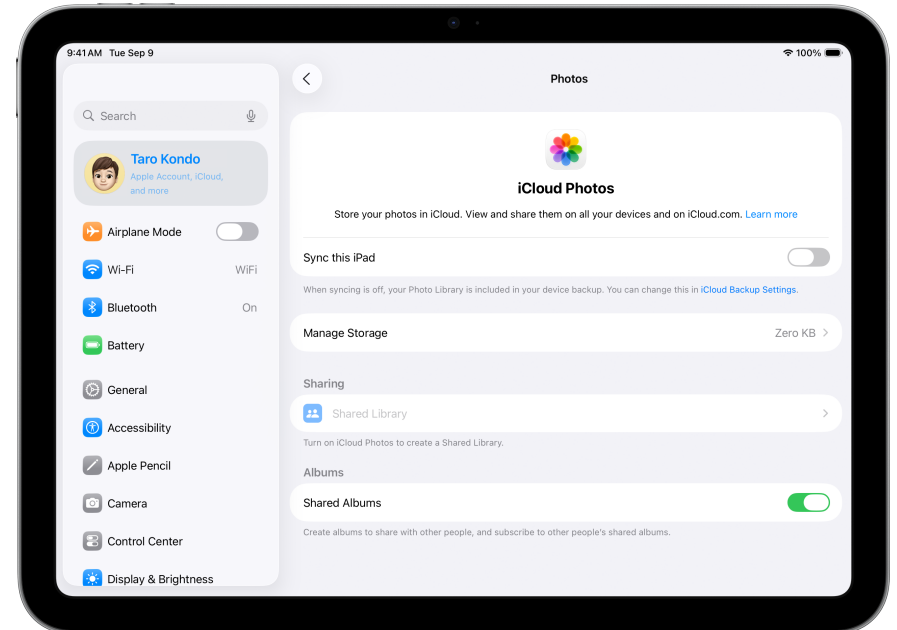 9:41 AM Tue Sep 9
100%
Search
Taro Kondo
Apple Account, iCloud,
and more
Airplane Mode
Wi-Fi WiFi
Bluetooth On
Battery
General
Accessibility
Apple Pencil
Camera
Control Center
Display & Brightness
Photos
iCloud Photos
Store your photos in iCloud. View and share them on all your devices and on iCloud.com. Learn more
Sync this iPad
When syncing is off, your Photo Library is included in your device backup. You can change this in iCloud Backup Settings.
Manage Storage Zero KB
Sharing
Shared Library
Turn on iCloud Photos to create a Shared Library.
Albums
Shared Albums
Create albums to share with other people, and subscribe to other people's shared albums.